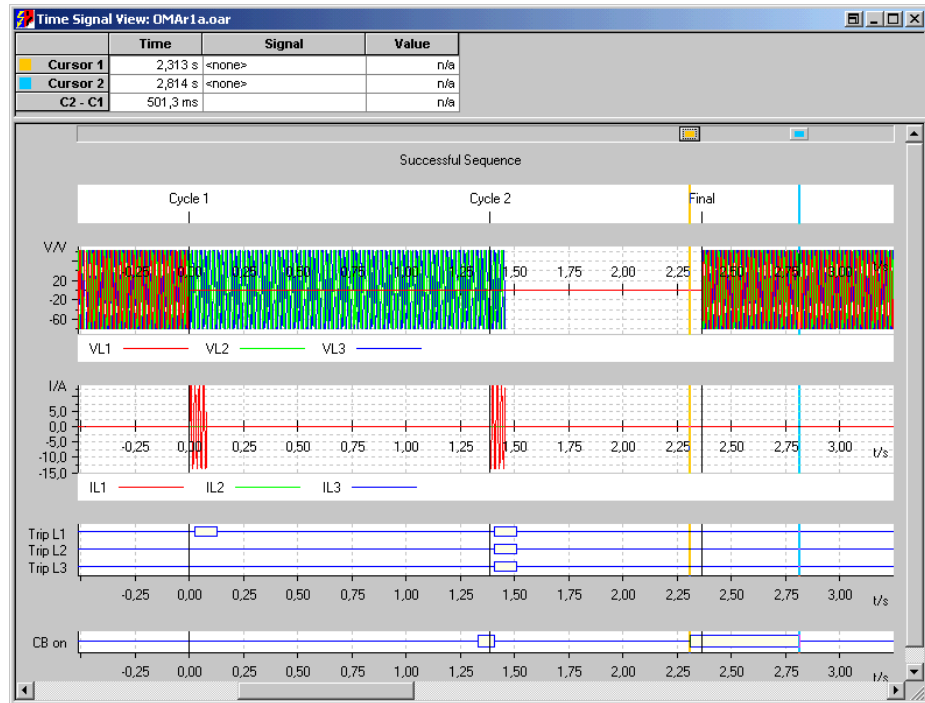 Time Signal View: OMAr1a.oar
Time Signal Value
Cursor 1 2,313 s <none> n/a
Cursor 2 2,814 s <none> n/a
C2 - C1 501,3 ms n/a
Successful Sequence
Cycle 1 Cycle 2 Final
V/V
-0,25 0,00 0,25 0,50 0,75 1,00 1,25 1,50 1,75 2,00 2,25 2,50 2,75 3,00 t/s
20
-20
-60
VL1 VL2 VL3
I/A
5,0
0,0
-5,0
-10,0
-15,0
-0,25 0,00 0,25 0,50 0,75 1,00 1,25 1,50 1,75 2,00 2,25 2,50 2,75 3,00 t/s
IL1 IL2 IL3
Trip L1
Trip L2
Trip L3
-0,25 0,00 0,25 0,50 0,75 1,00 1,25 1,50 1,75 2,00 2,25 2,50 2,75 3,00 t/s
CB on
-0,25 0,00 0,25 0,50 0,75 1,00 1,25 1,50 1,75 2,00 2,25 2,50 2,75 3,00 t/s